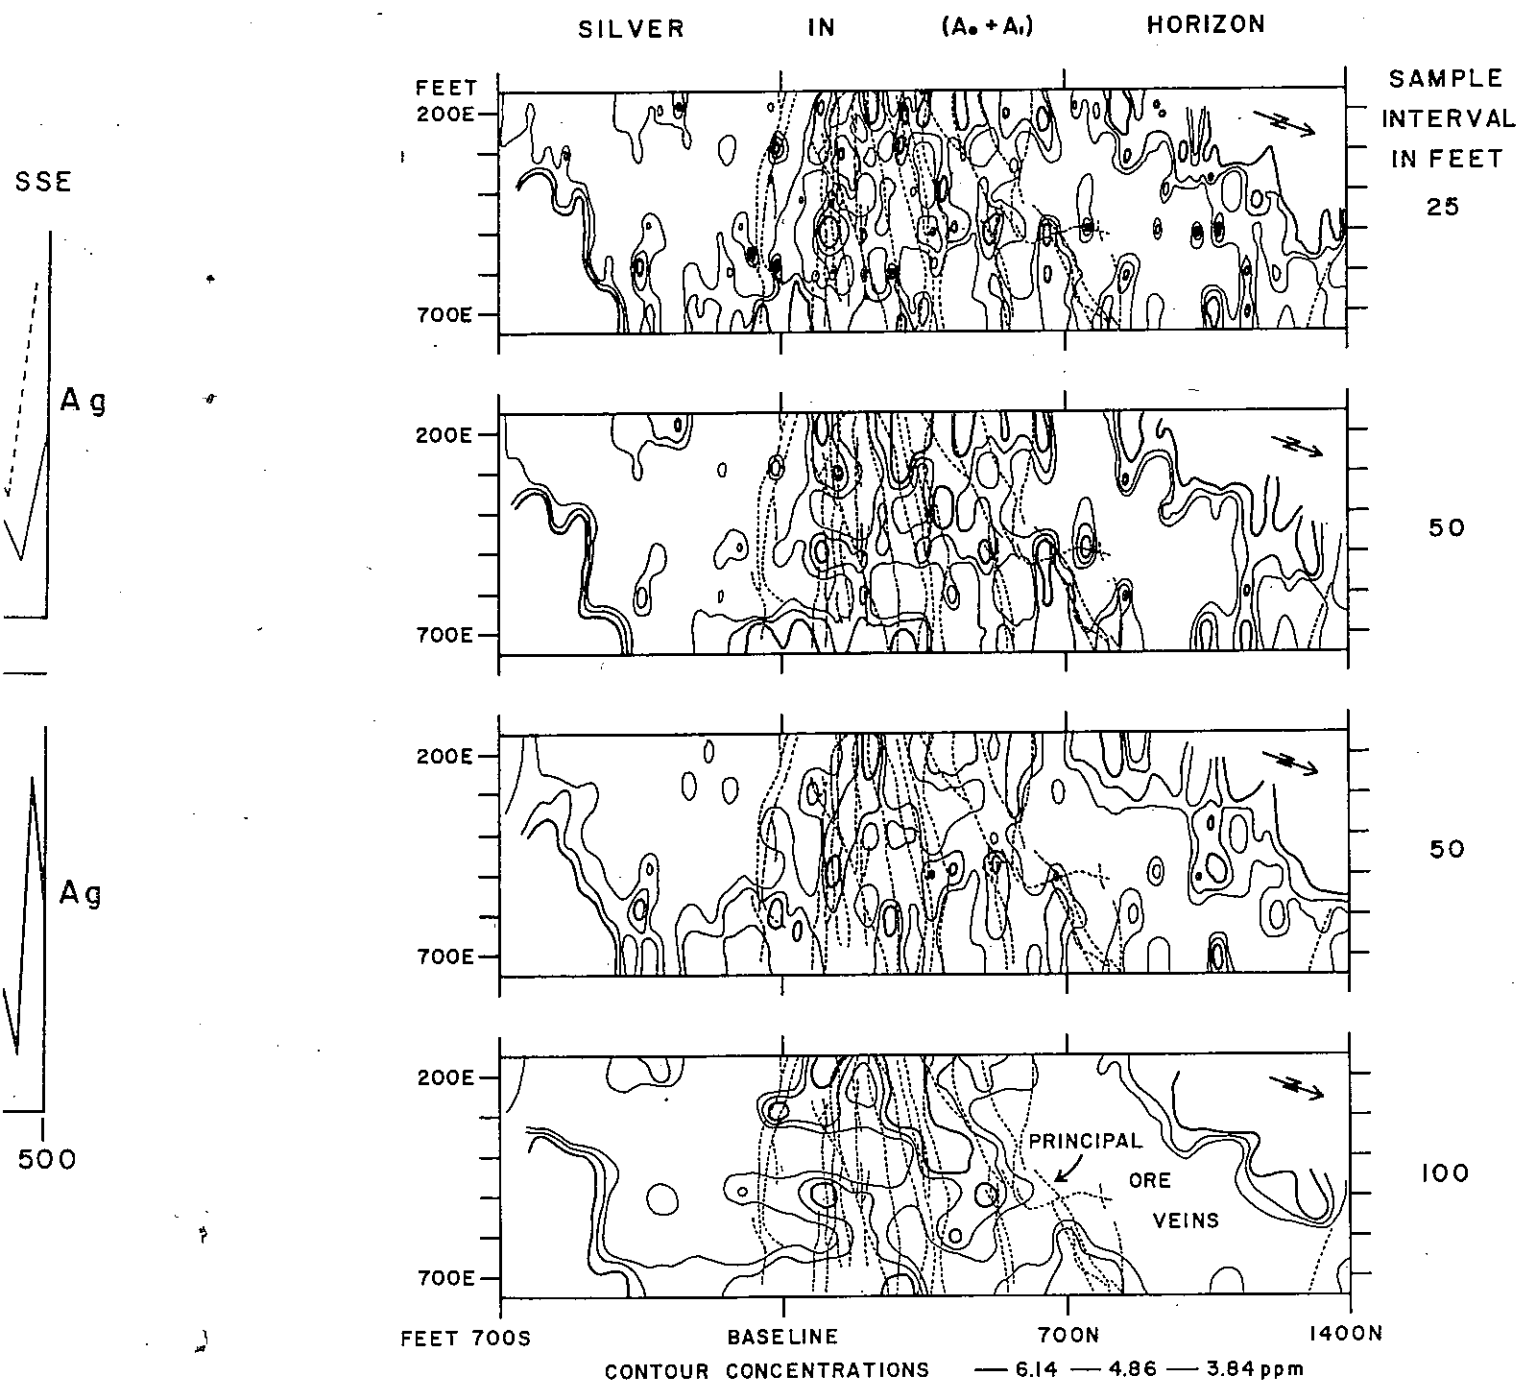 SILVER IN (A₀ + A₁) HORIZON
FEET
200E
700E
SAMPLE
INTERVAL
IN FEET
25
SSE
Ag
200E
700E
50
Ag
200E
700E
50
500
200E
700E
PRINCIPAL
ORE
VEINS
100
FEET 700S BASELINE 700N 1400N
CONTOUR CONCENTRATIONS — 6.14 — 4.86 — 3.84 ppm